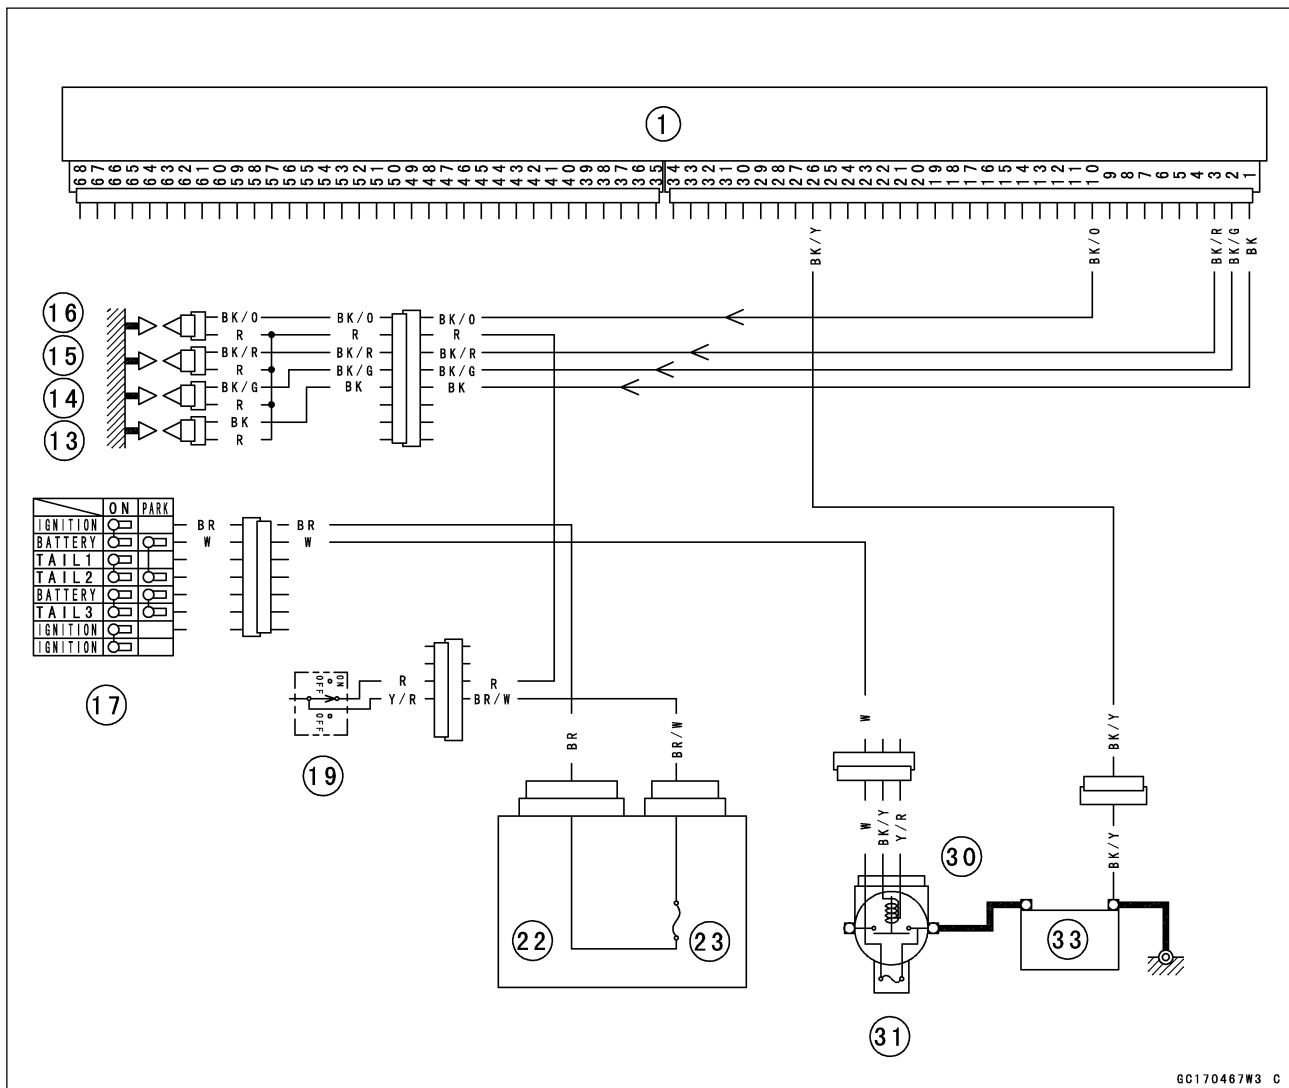 1
68 67 66 65 64 63 62 61 60 59 58 57 56 55 54 53 52 51 50 49 48 47 46 45 44 43 42 41 40 39 38 37 36 35 34 33 32 31 30 29 28 27 26 25 24 23 22 21 20 19 18 17 16 15 14 13 12 11 10 9 8 7 6 5 4 3 2 1
BK/Y BK/O BK/R BK/G BK
16 BK/O BK/O BK/O
R R R
15 BK/R BK/R BK/R
R BK/G BK/G
14 BK/G BK BK
R
13 BK
R
ON PARK
IGNITION BR BR
BATTERY W W
TAIL1
TAIL2
BATTERY
TAIL3
IGNITION
IGNITION
17
ON
OFF
OFF
R R
Y/R BR/W
19
BR BR/W W BK/Y
W BK/Y Y/R BK/Y
30
22 23 33
31
GC170467W3 C